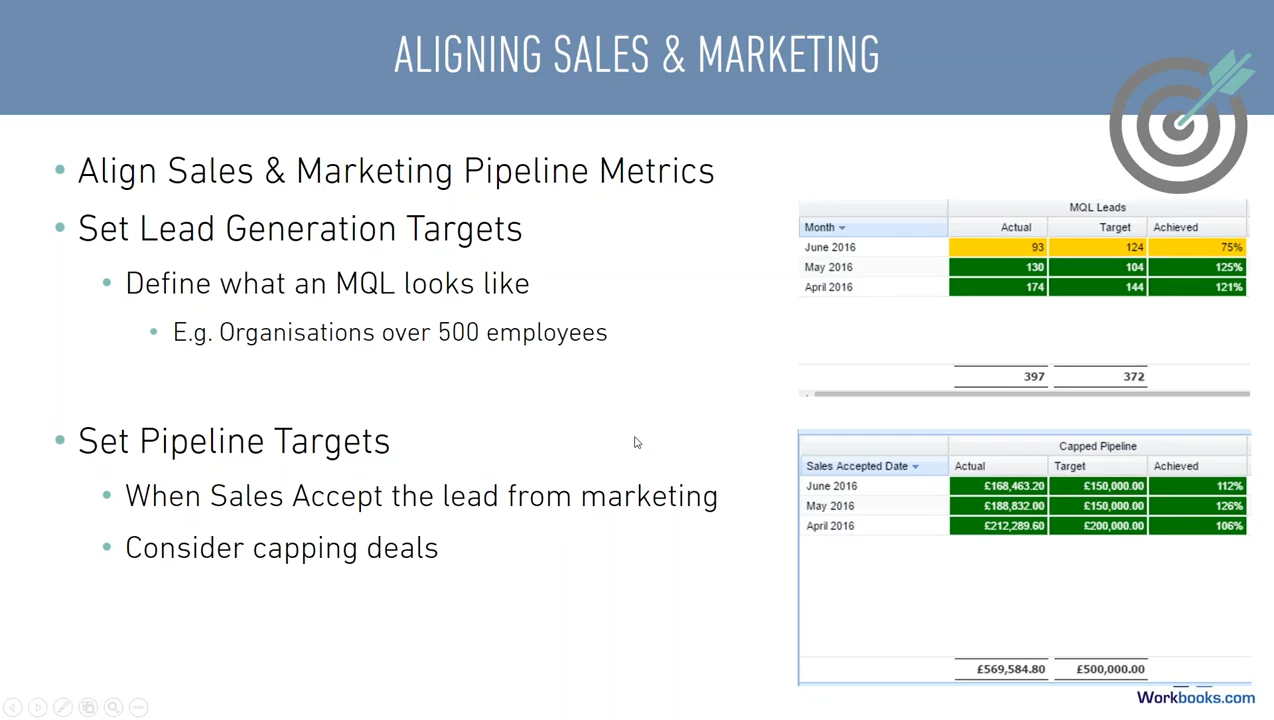 ALIGNING SALES & MARKETING
• Align Sales & Marketing Pipeline Metrics
• Set Lead Generation Targets
• Define what an MQL looks like
• E.g. Organisations over 500 employees
• Set Pipeline Targets
• When Sales Accept the lead from marketing
• Consider capping deals
MQL Leads
Month Actual Target Achieved
June 2016 93 124 75%
May 2016 130 104 125%
April 2016 174 144 121%
397 372
Capped Pipeline
Sales Accepted Date Actual Target Achieved
June 2016 £168,463.20 £150,000.00 112%
May 2016 £188,832.00 £150,000.00 126%
April 2016 £212,289.60 £200,000.00 106%
£569,584.80 £500,000.00
Workbooks.com